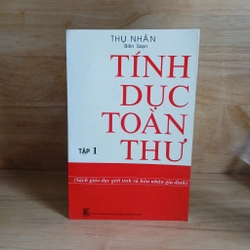 THỤ NHÂN
Biên Soạn
TÍNH
DỤC
TOÀN
THƯ
TẬP 1
(Sách giáo dục giới tính và hôn nhân gia đình)